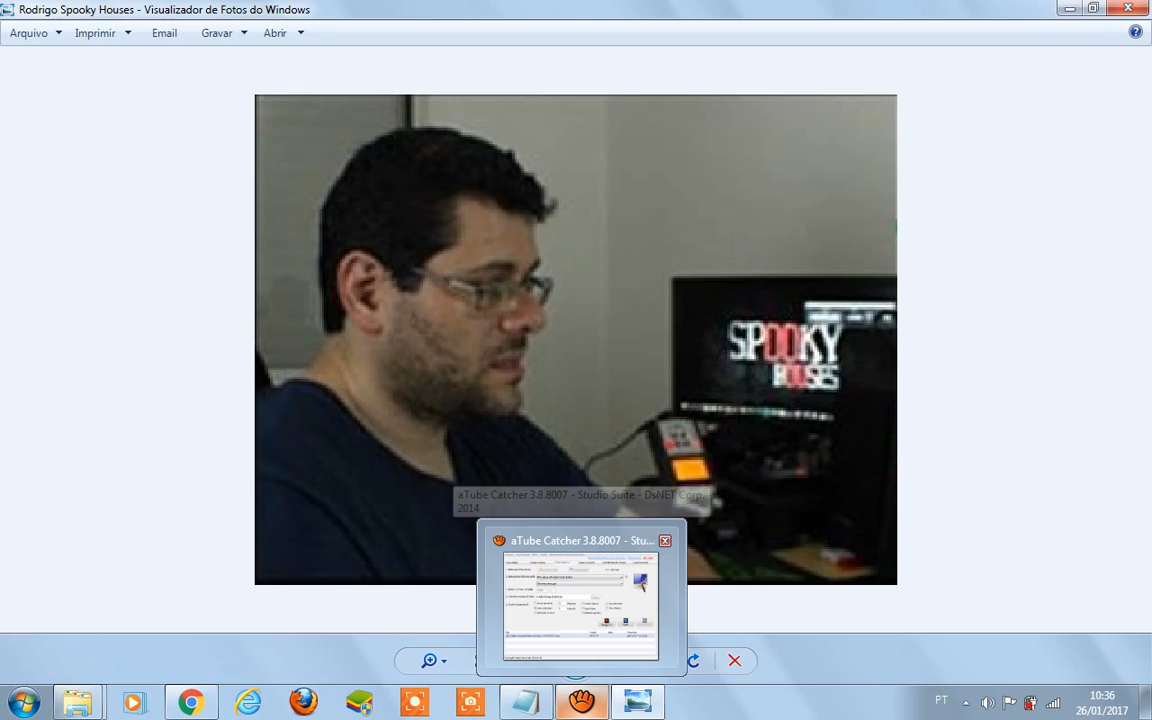 Rodrigo Spooky Houses - Visualizador de Fotos do Windows
Arquivo Imprimir Email Gravar Abrir
SPOOKY
HOUSES
aTube Catcher 3.8.8007 - Studio Suite - DsNET Corp.
2014
aTube Catcher 3.8.8007 - Stu...
PT
10:36
26/01/2017